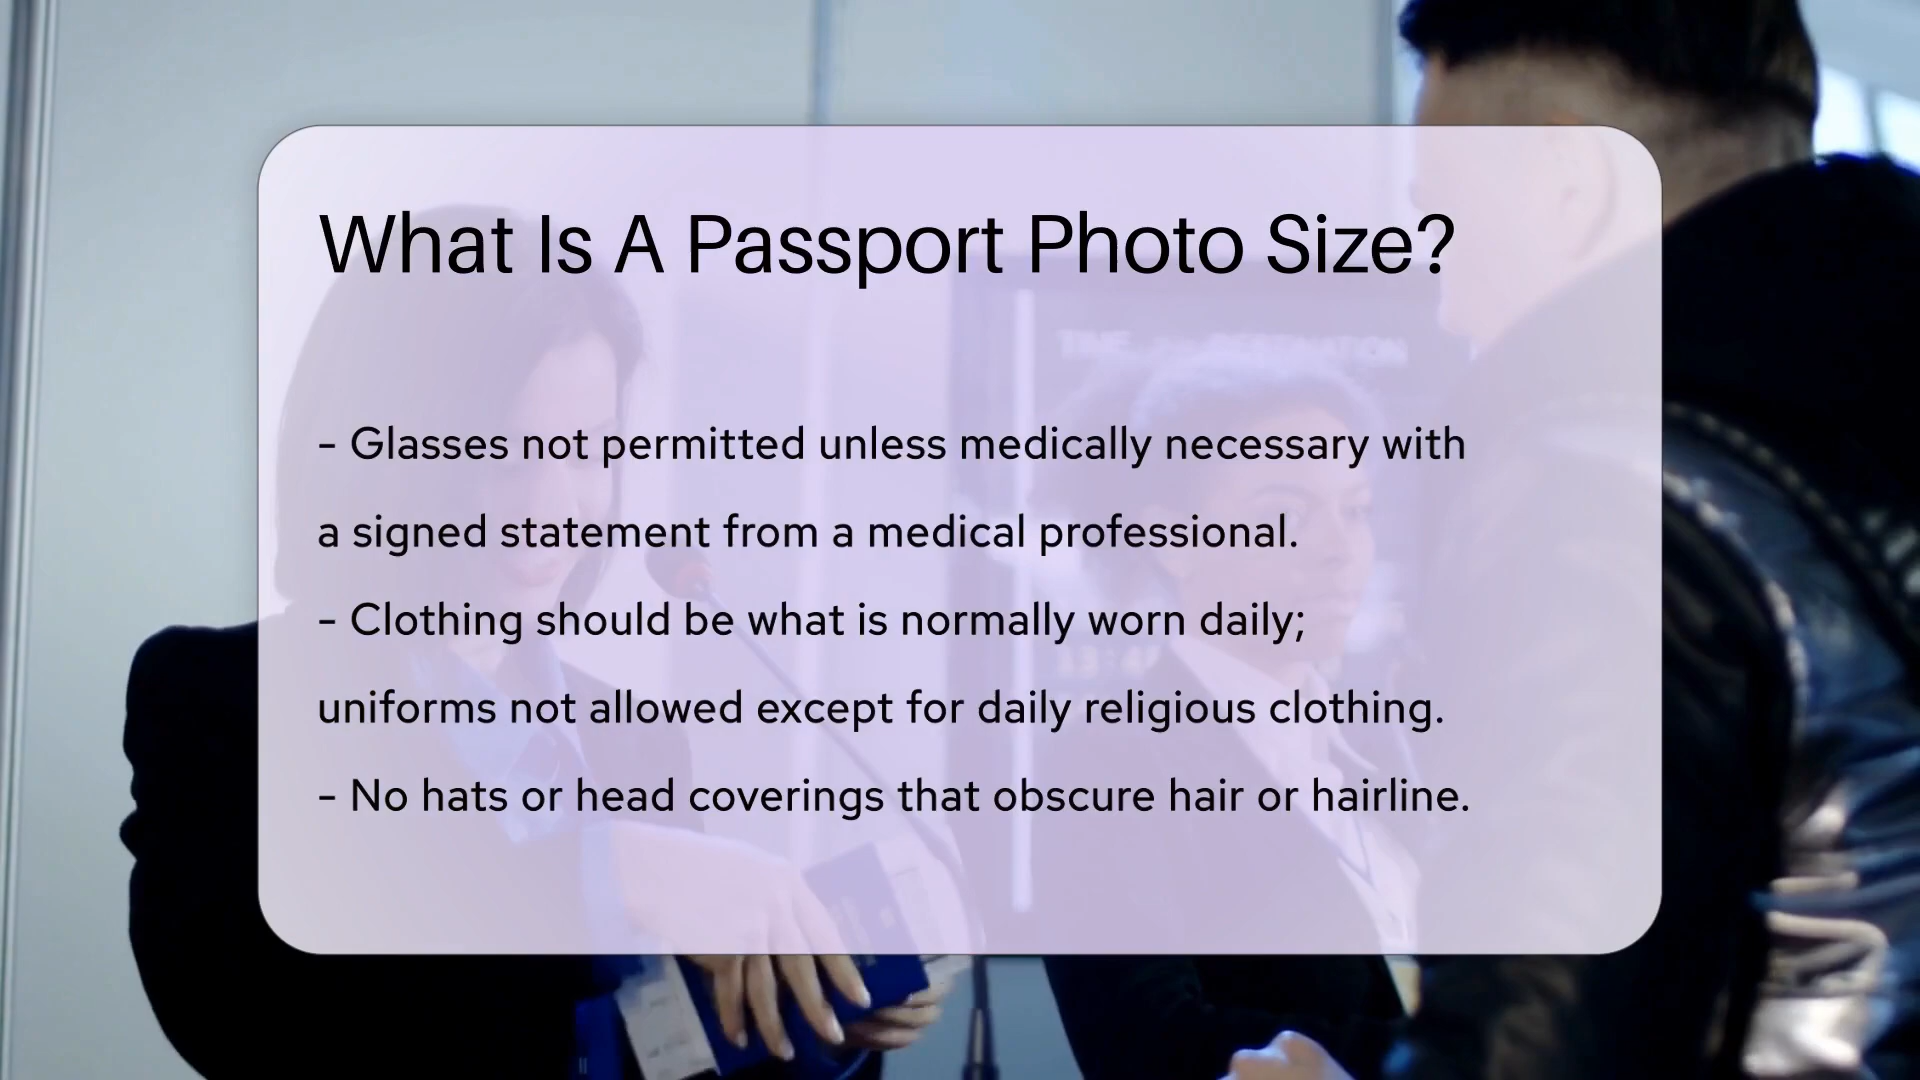 What Is A Passport Photo Size?
TIME
DESTINATION
- Glasses not permitted unless medically necessary with
a signed statement from a medical professional.
- Clothing should be what is normally worn daily;
uniforms not allowed except for daily religious clothing.
- No hats or head coverings that obscure hair or hairline.